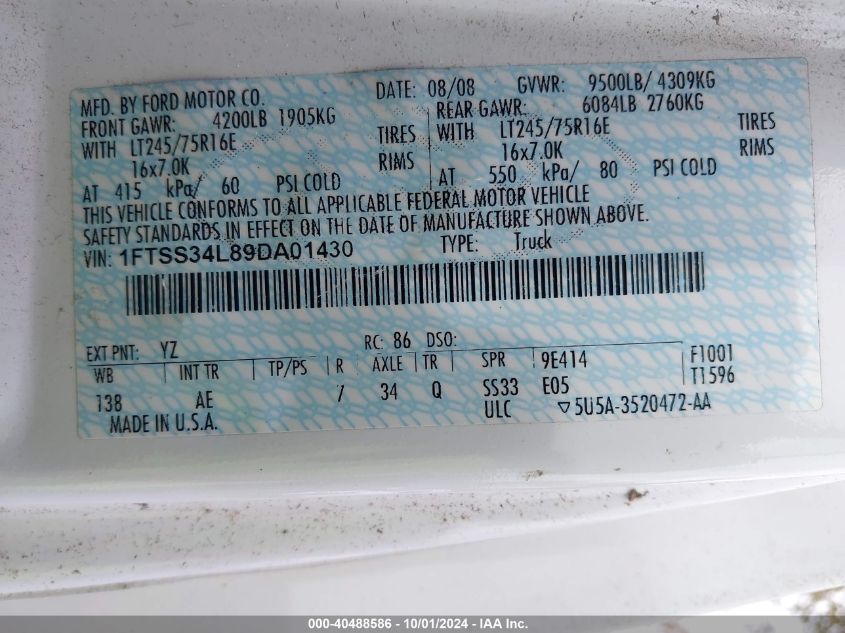 MFD. BY FORD MOTOR CO. DATE: 08/08 GVWR: 9500LB/ 4309KG
FRONT GAWR: 4200LB 1905KG REAR GAWR: 6084LB 2760KG
WITH LT245/75R16E TIRES WITH LT245/75R16E TIRES
16x7.0K RIMS 16x7.0K RIMS
AT 415 kPa/ 60 PSI COLD AT 550 kPa/ 80 PSI COLD
THIS VEHICLE CONFORMS TO ALL APPLICABLE FEDERAL MOTOR VEHICLE
SAFETY STANDARDS IN EFFECT ON THE DATE OF MANUFACTURE SHOWN ABOVE.
VIN: 1FTSS34L89DA01430 TYPE: Truck
EXT PNT: YZ RC: 86 DSO:
WB INT TR TP/PS R AXLE TR SPR 9E414 F1001
138 AE 7 34 Q SS33 E05 T1596
MADE IN U.S.A. ULC ▽5U5A-3520472-AA
000-40488586 - 10/01/2024 - IAA Inc.